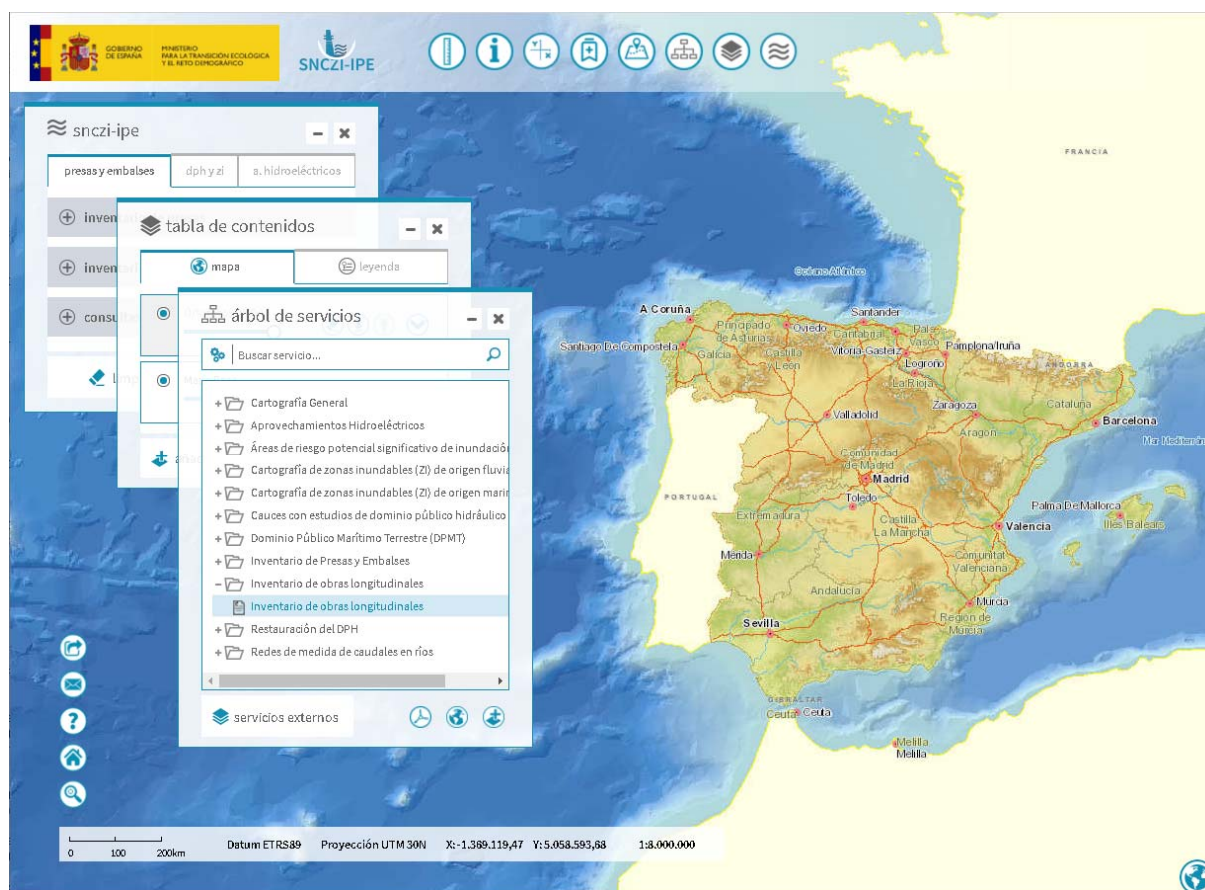 GOBIERNO
DE ESPAÑA
MINISTERIO
PARA LA TRANSICIÓN ECOLÓGICA
Y EL RETO DEMOGRÁFICO
SNCZI-IPE
snczi-ipe
presas y embalses
dph y zi
a. hidroeléctricos
tabla de contenidos
mapa
leyenda
árbol de servicios
Buscar servicio...
+ Cartografía General
+ Aprovechamientos Hidroeléctricos
+ Áreas de riesgo potencial significativo de inundación
+ Cartografía de zonas inundables (ZI) de origen fluvia
+ Cartografía de zonas inundables (ZI) de origen marin
+ Cauces con estudios de dominio público hidráulico
+ Dominio Público Marítimo Terrestre (DPMT)
+ Inventario de Presas y Embalses
– Inventario de obras longitudinales
Inventario de obras longitudinales
+ Restauración del DPH
+ Redes de medida de caudales en ríos
servicios externos
FRANCIA
Océano Atlántico
A Coruña
Santander
Principado
de Asturias
Oviedo
Cantabria
País
Vasco
Santiago De Compostela
Galicia
Castilla
y León
Vitoria-Gasteiz
Pamplona/Iruña
Logroño
La Rioja
ANDORRA
Cataluña
Valladolid
Zaragoza
Aragón
Barcelona
Comunidad
de Madrid
Madrid
PORTUGAL
Toledo
Palma De Mallorca
Illes Balears
Extremadura
Castilla
La Mancha
Valencia
Mérida
Comunitat
Valenciana
Andalucía
Murcia
Región de
Murcia
Sevilla
GIBRALTAR
Ceuta
Ceuta
Melilla
Melilla
0 100 200km
Datum ETRS89 Proyección UTM 30N X:-1.369.119,47 Y:5.058.593,68 1:8.000.000